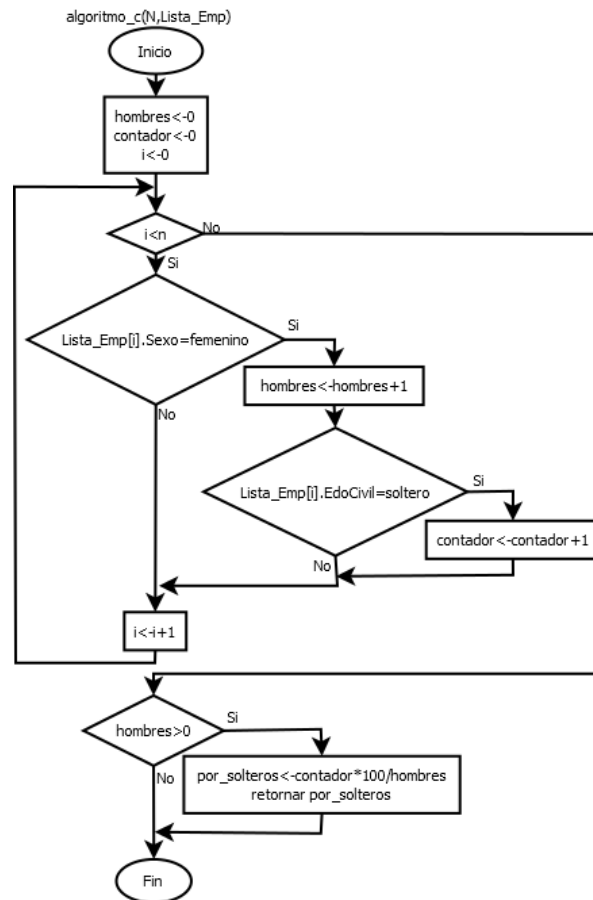 algoritmo_c(N,Lista_Emp)
Inicio
hombres<-0
contador<-0
i<-0
i<n
No
Si
Lista_Emp[i].Sexo=femenino
Si
hombres<-hombres+1
No
Lista_Emp[i].EdoCivil=soltero
Si
contador<-contador+1
No
i<-i+1
hombres>0
Si
por_solteros<-contador*100/hombres
retornar por_solteros
No
Fin